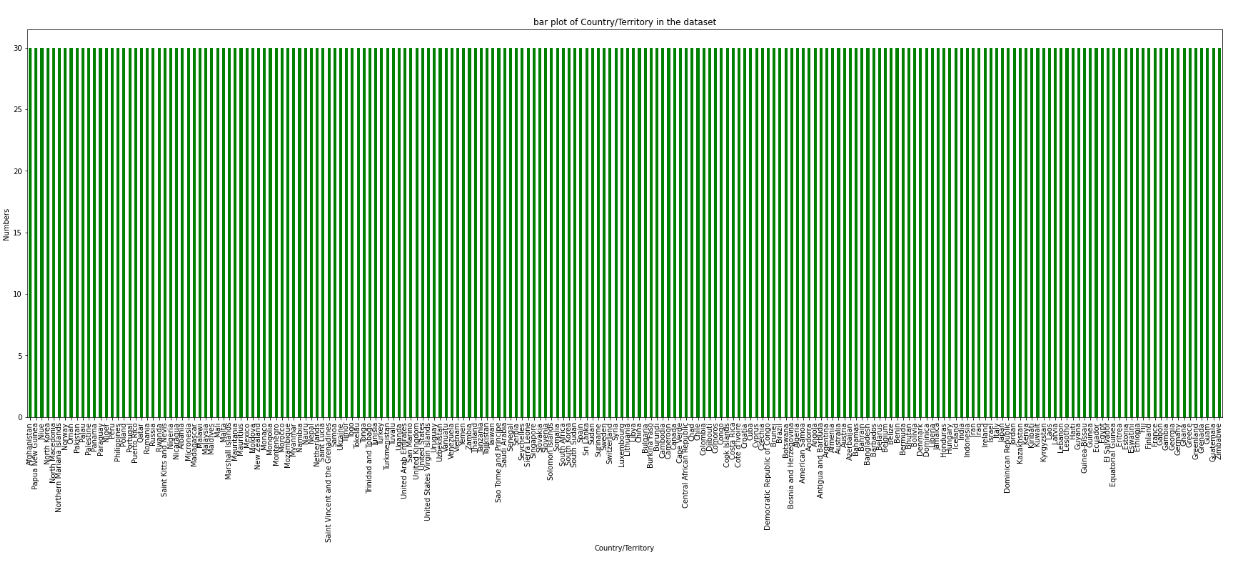 bar plot of Country/Territory in the dataset
30
25
20
15
10
5
0
Numbers
Afghanistan
Papua New Guinea
Niue
North Korea
North Macedonia
Northern Mariana Islands
Norway
Oman
Pakistan
Palau
Palestine
Panama
Paraguay
Peru
Philippines
Poland
Portugal
Puerto Rico
Qatar
Romania
Russia
Rwanda
Saint Kitts and Nevis
Nigeria
Niger
Nicaragua
Micronesia
Madagascar
Malawi
Malaysia
Maldives
Mali
Malta
Marshall Islands
Mauritania
Mauritius
Mexico
Moldova
New Zealand
Monaco
Mongolia
Montenegro
Morocco
Mozambique
Myanmar
Namibia
Nauru
Nepal
Netherlands
Saint Lucia
Saint Vincent and the Grenadines
Samoa
Ukraine
Togo
Tokelau
Tonga
Trinidad and Tobago
Tunisia
Turkey
Turkmenistan
Tuvalu
Uganda
United Arab Emirates
San Marino
United Kingdom
United States
United States Virgin Islands
Uruguay
Uzbekistan
Vanuatu
Venezuela
Vietnam
Yemen
Zambia
Thailand
Tanzania
Tajikistan
Taiwan
Sao Tome and Principe
Saudi Arabia
Senegal
Serbia
Seychelles
Sierra Leone
Singapore
Slovakia
Slovenia
Solomon Islands
Somalia
South Africa
South Korea
South Sudan
Spain
Sri Lanka
Sudan
Suriname
Sweden
Switzerland
Syria
Luxembourg
Lithuania
Libya
China
Bulgaria
Burkina Faso
Burundi
Cambodia
Cameroon
Canada
Cape Verde
Central African Republic
Chad
Chile
Colombia
Djibouti
Comoros
Congo
Cook Islands
Costa Rica
Cote d'Ivoire
Croatia
Cuba
Cyprus
Czechia
Democratic Republic of Congo
Brunei
Brazil
Botswana
Bosnia and Herzegovina
Algeria
American Samoa
Andorra
Angola
Antigua and Barbuda
Argentina
Armenia
Australia
Austria
Azerbaijan
Bahamas
Bahrain
Bangladesh
Barbados
Belarus
Belgium
Belize
Benin
Bermuda
Bhutan
Bolivia
Denmark
Dominica
Jamaica
Honduras
Hungary
Iceland
India
Indonesia
Iran
Iraq
Ireland
Israel
Italy
Japan
Dominican Republic
Jordan
Kazakhstan
Kenya
Kiribati
Kuwait
Kyrgyzstan
Laos
Latvia
Lebanon
Lesotho
Haiti
Guyana
Guinea-Bissau
Guinea
Ecuador
Egypt
El Salvador
Equatorial Guinea
Eritrea
Estonia
Eswatini
Ethiopia
Fiji
Finland
France
Gabon
Gambia
Georgia
Germany
Ghana
Greece
Greenland
Grenada
Guam
Guatemala
Zimbabwe
Country/Territory